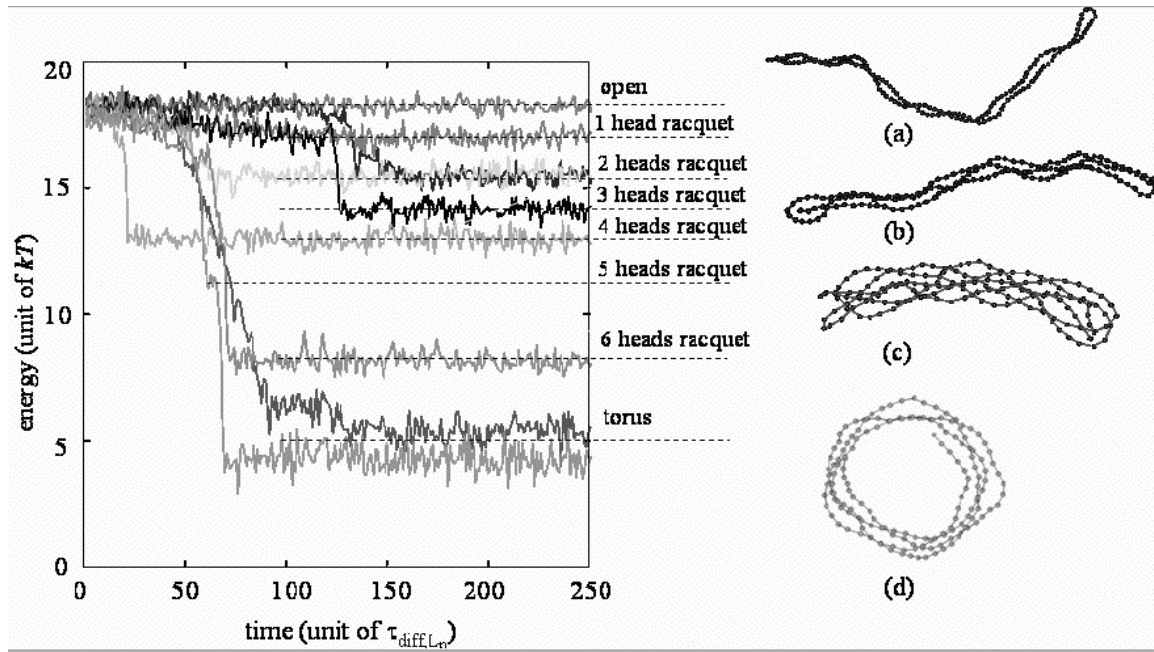 20
15
10
5
0
energy (unit of kT)
0
50
100
150
200
250
time (unit of τdiff,Lp)
open
1 head racquet
2 heads racquet
3 heads racquet
4 heads racquet
5 heads racquet
6 heads racquet
torus
(a)
(b)
(c)
(d)